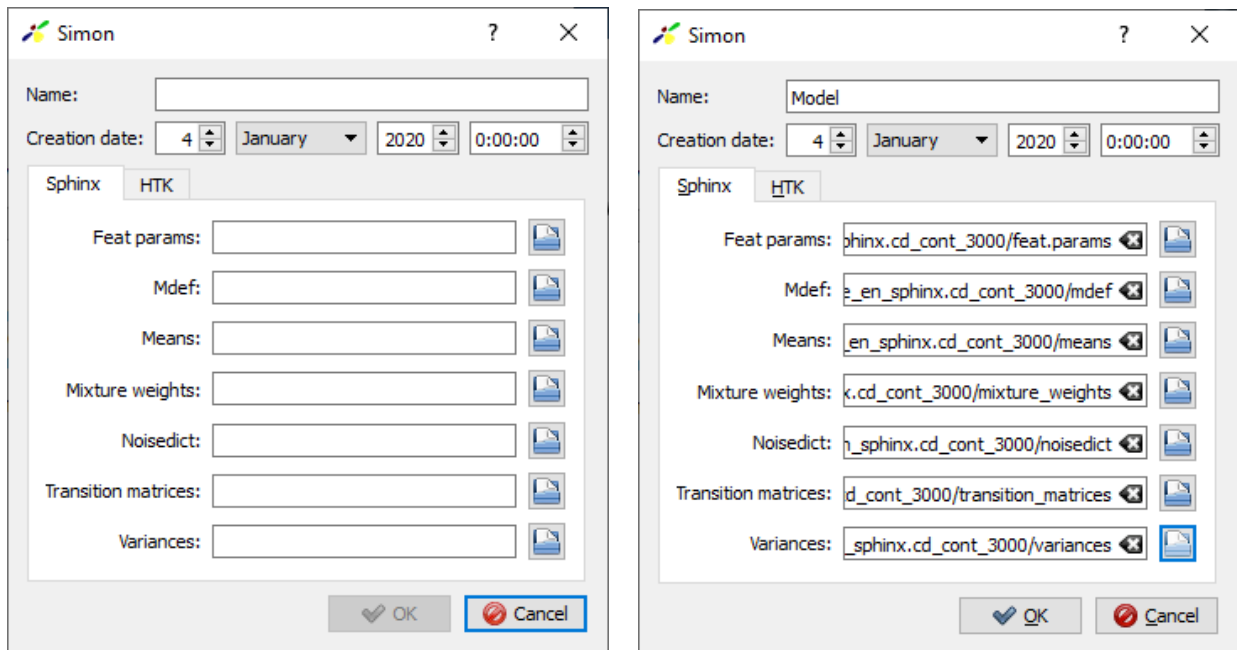 Simon ?
Name:
Creation date: 4 January 2020 0:00:00
Sphinx HTK
Feat params:
Mdef:
Means:
Mixture weights:
Noisedict:
Transition matrices:
Variances:
OK Cancel
Simon ?
Name: Model
Creation date: 4 January 2020 0:00:00
Sphinx HTK
Feat params: hinx.cd_cont_3000/feat.params
Mdef: e_en_sphinx.cd_cont_3000/mdef
Means: _en_sphinx.cd_cont_3000/means
Mixture weights: x.cd_cont_3000/mixture_weights
Noisedict: n_sphinx.cd_cont_3000/noisedict
Transition matrices: d_cont_3000/transition_matrices
Variances: _sphinx.cd_cont_3000/variances
OK Cancel